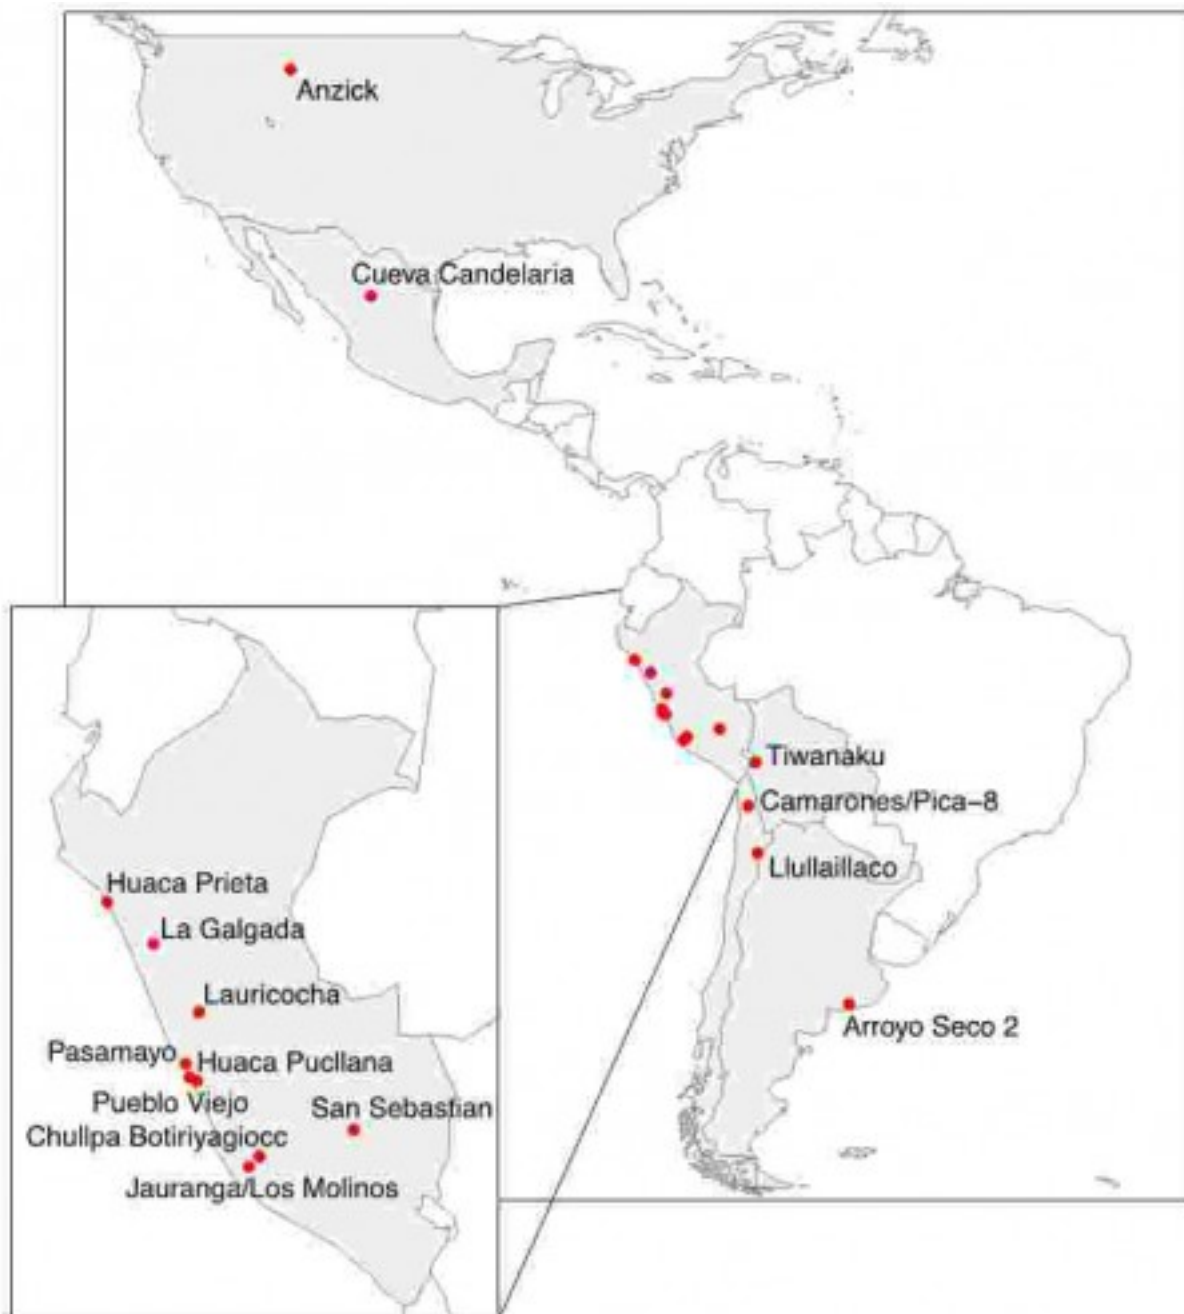 Anzick
Cueva Candelaria
Tiwanaku
Camarones/Pica-8
Llullaillaco
Arroyo Seco 2
Huaca Prieta
La Galgada
Lauricocha
Pasamayo
Huaca Pucllana
Pueblo Viejo
San Sebastian
Chullpa Botiriyagiocc
Jauranga/Los Molinos